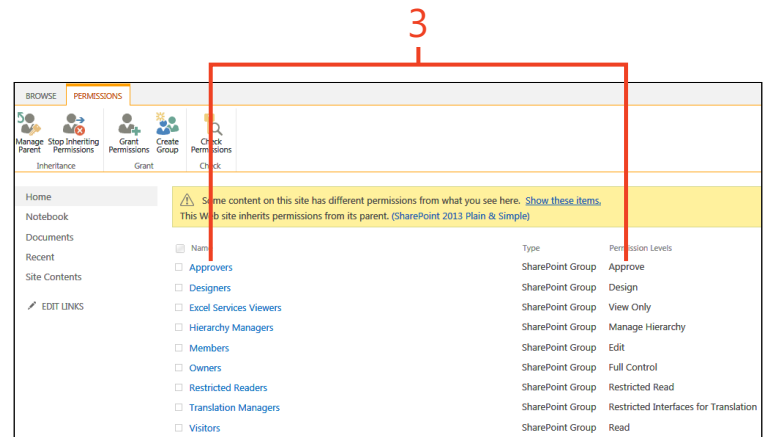 3
BROWSE PERMISSIONS
Manage Parent Stop Inheriting Permissions Grant Permissions Create Group Check Permissions
Inheritance Grant Check
Home
Notebook
Documents
Recent
Site Contents
EDIT LINKS
Some content on this site has different permissions from what you see here. Show these items.
This Web site inherits permissions from its parent. (SharePoint 2013 Plain & Simple)
Name Type Permission Levels
Approvers SharePoint Group Approve
Designers SharePoint Group Design
Excel Services Viewers SharePoint Group View Only
Hierarchy Managers SharePoint Group Manage Hierarchy
Members SharePoint Group Edit
Owners SharePoint Group Full Control
Restricted Readers SharePoint Group Restricted Read
Translation Managers SharePoint Group Restricted Interfaces for Translation
Visitors SharePoint Group Read